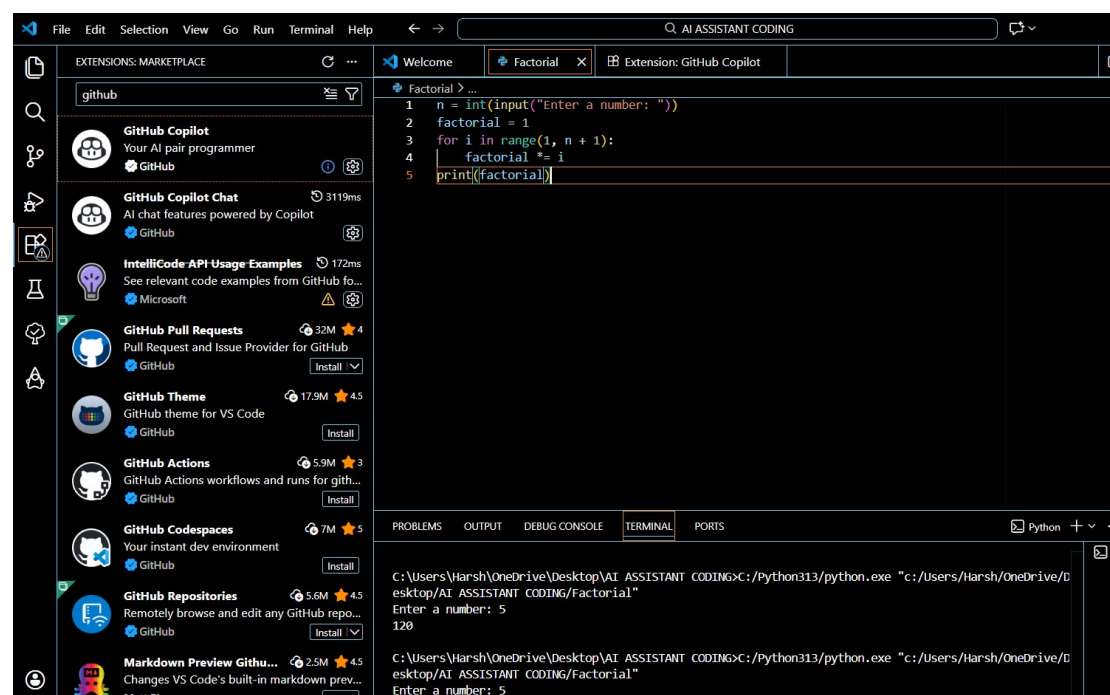 File Edit Selection View Go Run Terminal Help
AI ASSISTANT CODING
EXTENSIONS: MARKETPLACE
github
GitHub Copilot
Your AI pair programmer
GitHub
GitHub Copilot Chat 3119ms
AI chat features powered by Copilot
GitHub
IntelliCode API Usage Examples 172ms
See relevant code examples from GitHub fo...
Microsoft
GitHub Pull Requests 32M 4
Pull Request and Issue Provider for GitHub
GitHub Install
GitHub Theme 17.9M 4.5
GitHub theme for VS Code
GitHub Install
GitHub Actions 5.9M 3
GitHub Actions workflows and runs for gith...
GitHub Install
GitHub Codespaces 7M 5
Your instant dev environment
GitHub Install
GitHub Repositories 5.6M 4.5
Remotely browse and edit any GitHub repo...
GitHub Install
Markdown Preview Githu... 2.5M 4.5
Changes VS Code's built-in markdown prev...
Welcome Factorial Extension: GitHub Copilot
Factorial > ...
1 n = int(input("Enter a number: "))
2 factorial = 1
3 for i in range(1, n + 1):
4 factorial *= i
5 print(factorial)
PROBLEMS OUTPUT DEBUG CONSOLE TERMINAL PORTS Python
C:\Users\Harsh\OneDrive\Desktop\AI ASSISTANT CODING>C:/Python313/python.exe "c:/Users/Harsh/OneDrive/D
esktop/AI ASSISTANT CODING/Factorial"
Enter a number: 5
120
C:\Users\Harsh\OneDrive\Desktop\AI ASSISTANT CODING>C:/Python313/python.exe "c:/Users/Harsh/OneDrive/D
esktop/AI ASSISTANT CODING/Factorial"
Enter a number: 5